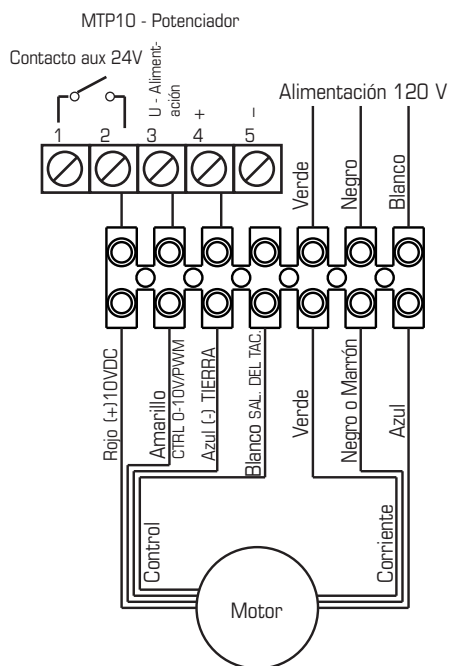 MTP10 - Potenciador
Contacto aux 24V
U - Aliment-
ación
+
–
1
2
3
4
5
Alimentación 120 V
Verde
Negro
Blanco
Rojo (+)10VDC
Amarillo
CTRL 0-10V/PWM
Azul (-) TIERRA
Blanco SAL. DEL TAC.
Verde
Negro o Marrón
Azul
Control
Corriente
Motor